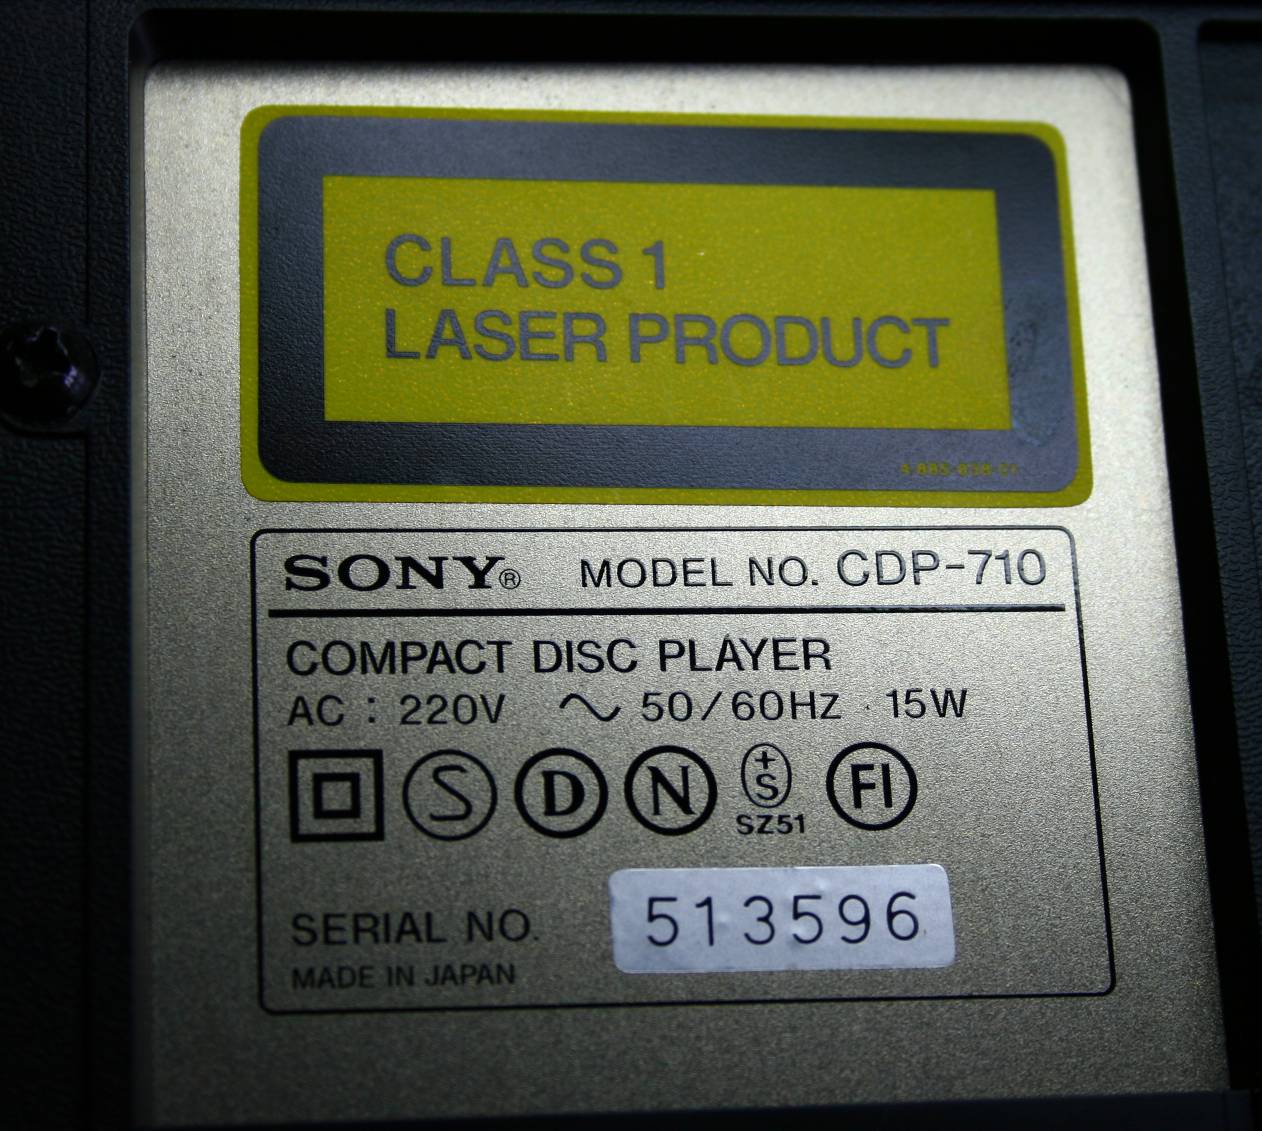 CLASS 1
LASER PRODUCT
SONY® MODEL NO. CDP-710
COMPACT DISC PLAYER
AC : 220V ～ 50/60Hz 15W
S D N +S FI
SZ51
SERIAL NO. 513596
MADE IN JAPAN